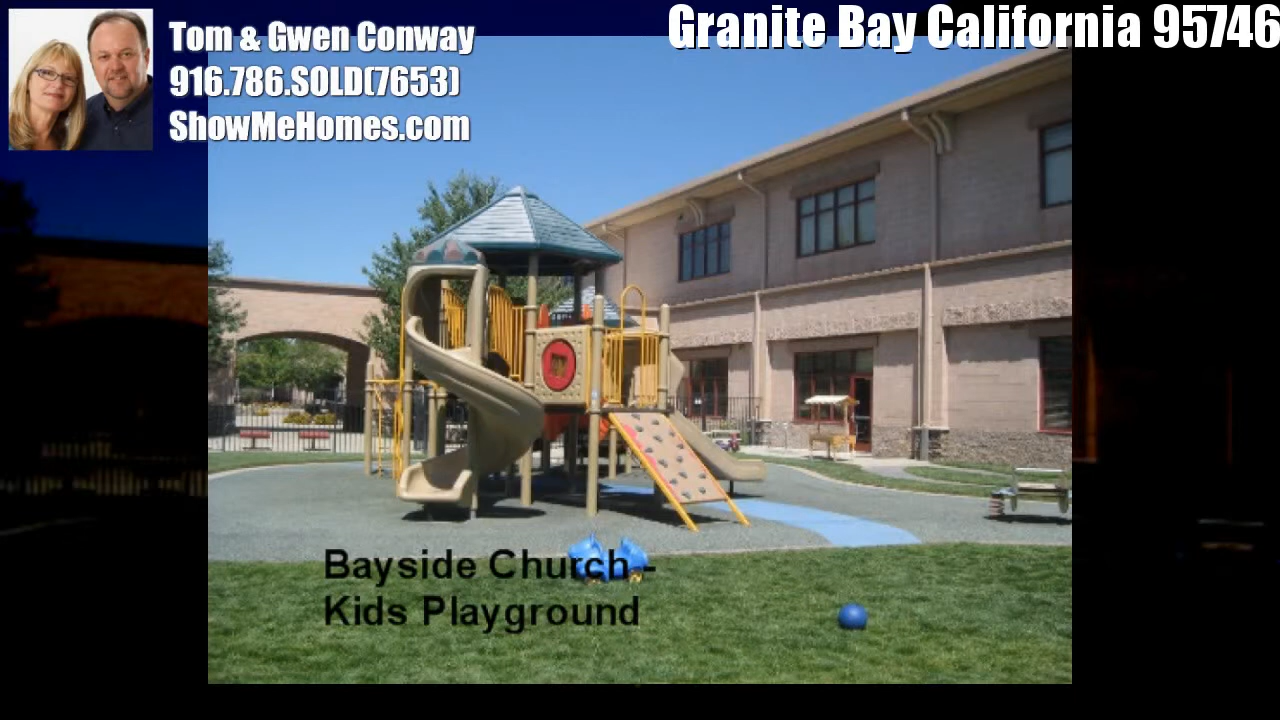 Tom & Gwen Conway
916.786.SOLD(7653)
ShowMeHomes.com
Granite Bay California 95746
Bayside Church -
Kids Playground